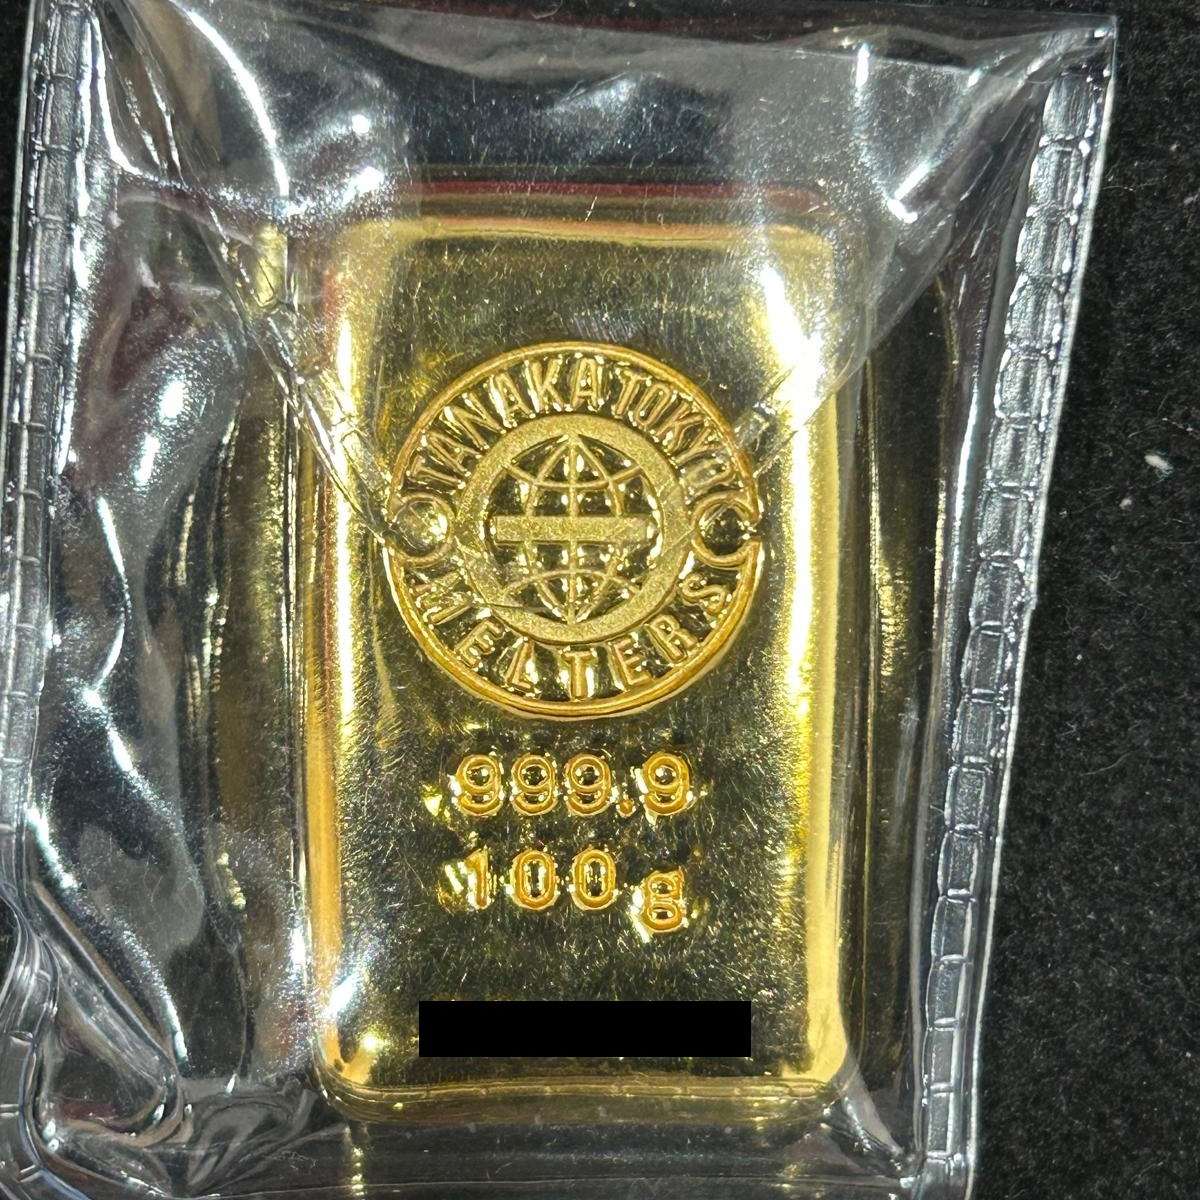 TANAKA TOKYO
MELTERS
999.9
100g